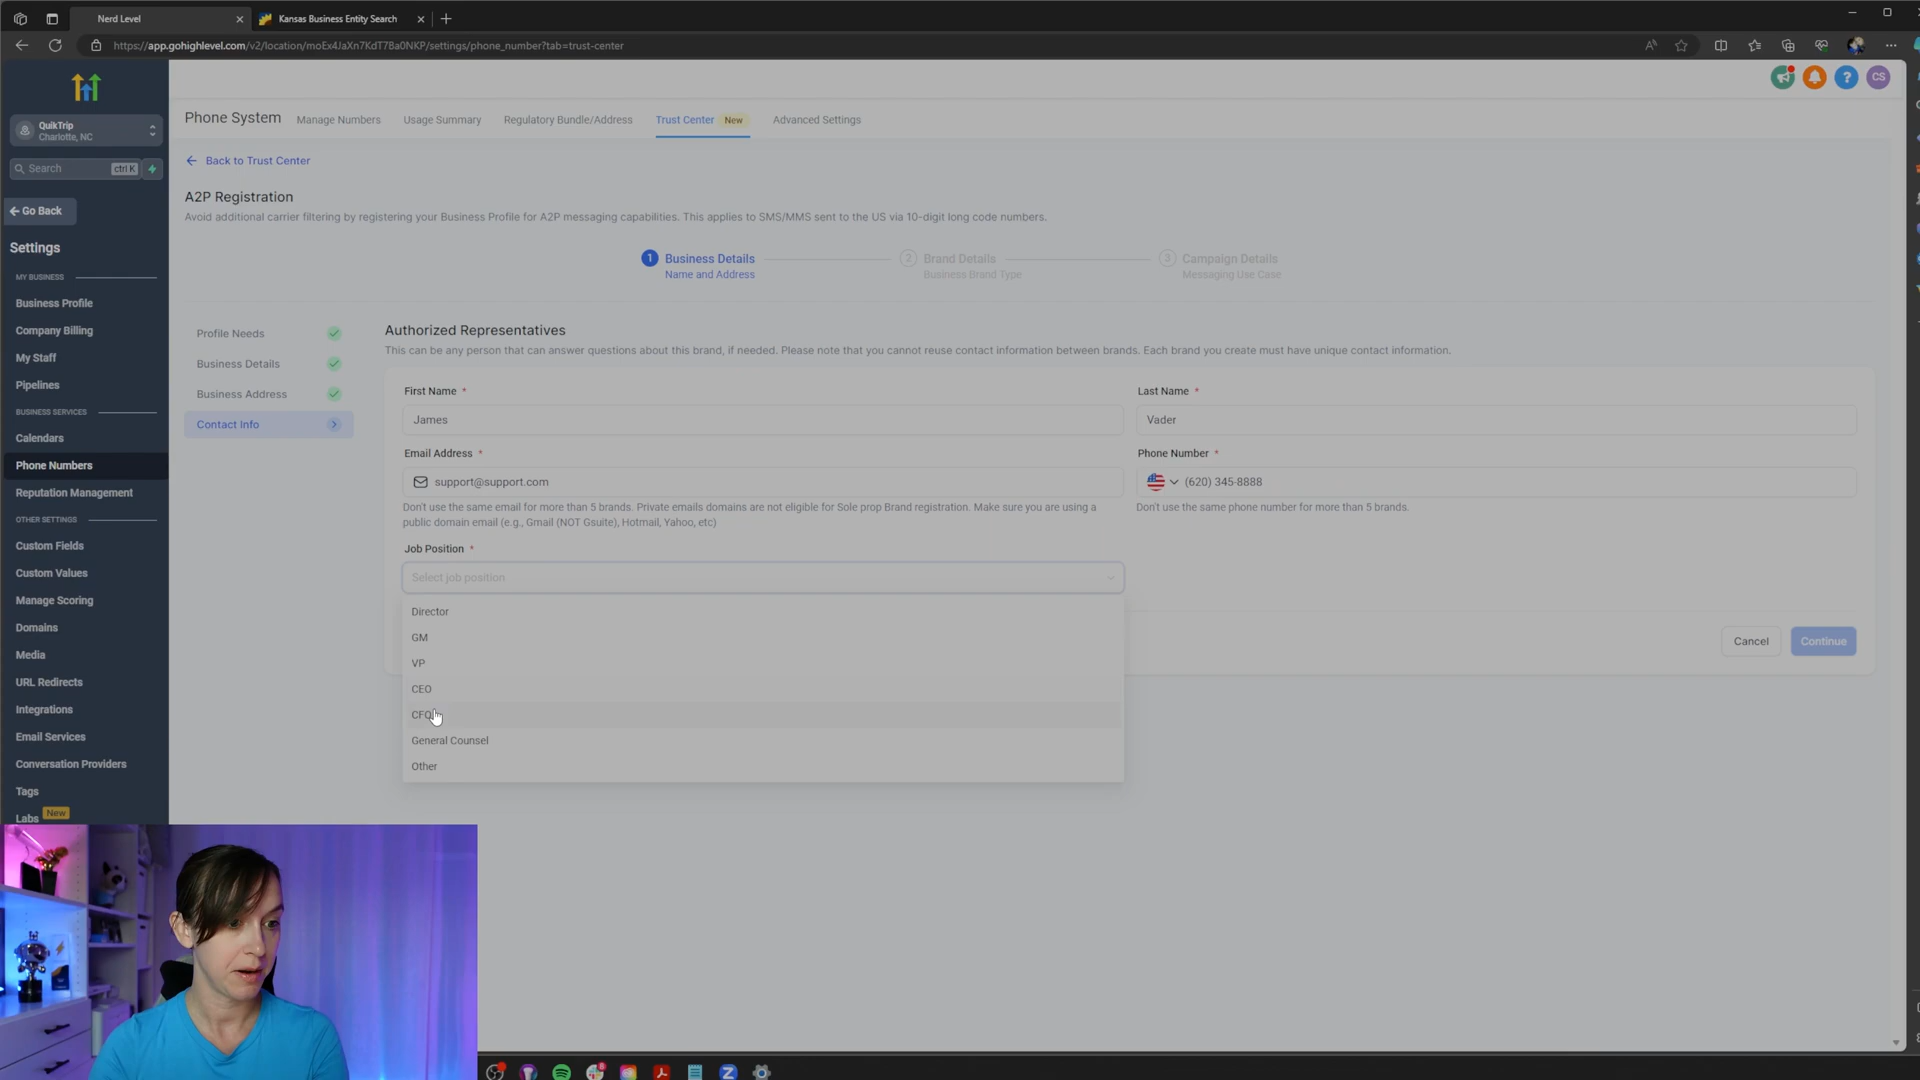 Nerd Level
Kansas Business Entity Search
https://app.gohighlevel.com/v2/location/moEx4JaXn7KdT7Ba0NKP/settings/phone_number?tab=trust-center
QuikTrip
Charlotte, NC
Search
ctrl K
Go Back
Settings
MY BUSINESS
Business Profile
Company Billing
My Staff
Pipelines
BUSINESS SERVICES
Calendars
Phone Numbers
Reputation Management
OTHER SETTINGS
Custom Fields
Custom Values
Manage Scoring
Domains
Media
URL Redirects
Integrations
Email Services
Conversation Providers
Tags
Labs New
CS
Phone System
Manage Numbers
Usage Summary
Regulatory Bundle/Address
Trust Center New
Advanced Settings
Back to Trust Center
A2P Registration
Avoid additional carrier filtering by registering your Business Profile for A2P messaging capabilities. This applies to SMS/MMS sent to the US via 10-digit long code numbers.
1 Business Details
Name and Address
2 Brand Details
Business Brand Type
3 Campaign Details
Messaging Use Case
Profile Needs
Business Details
Business Address
Contact Info
Authorized Representatives
This can be any person that can answer questions about this brand, if needed. Please note that you cannot reuse contact information between brands. Each brand you create must have unique contact information.
First Name *
James
Last Name *
Vader
Email Address *
support@support.com
Don't use the same email for more than 5 brands. Private emails domains are not eligible for Sole prop Brand registration. Make sure you are using a
public domain email (e.g., Gmail (NOT Gsuite), Hotmail, Yahoo, etc)
Phone Number *
(620) 345-8888
Don't use the same phone number for more than 5 brands.
Job Position *
Select job position
Director
GM
VP
CEO
CFO
General Counsel
Other
Cancel
Continue